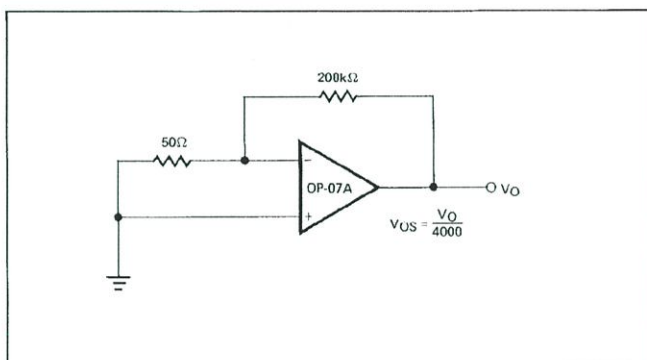 200kΩ
50Ω
−
OP-07A
+
VO
VOS = VO/4000